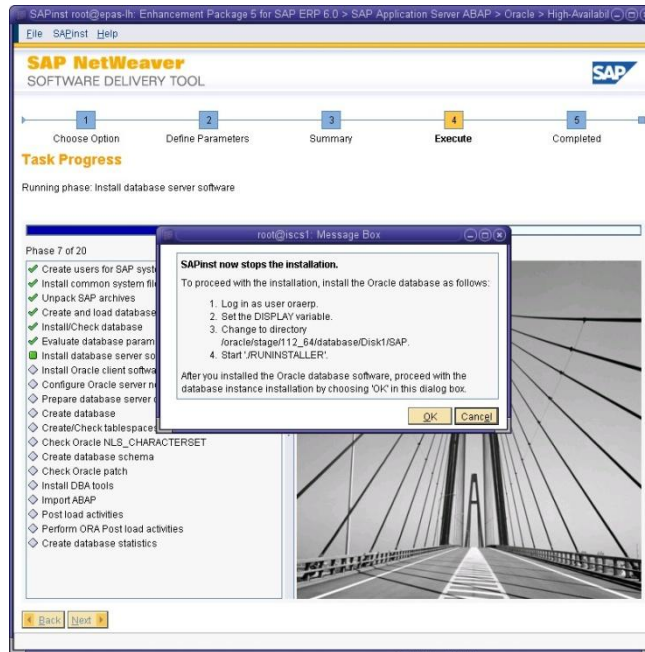 SAPinst root@epas-lh: Enhancement Package 5 for SAP ERP 6.0 > SAP Application Server ABAP > Oracle > High-Availabil
File SAPinst Help
SAP NetWeaver
SOFTWARE DELIVERY TOOL
SAP
1 2 3 4 5
Choose Option Define Parameters Summary Execute Completed
Task Progress
Running phase: Install database server software
Phase 7 of 20
Create users for SAP syst
Install common system fil
Unpack SAP archives
Create and load database
Install/Check database
Evaluate database param
Install database server so
Install Oracle client softwa
Configure Oracle server n
Prepare database server
Create database
Create/Check tablespaces
Check Oracle NLS_CHARACTERSET
Create database schema
Check Oracle patch
Install DBA tools
Import ABAP
Post load activities
Perform ORA Post load activities
Create database statistics
root@iscs1: Message Box
SAPinst now stops the installation.
To proceed with the installation, install the Oracle database as follows:
1. Log in as user oraerp.
2. Set the DISPLAY variable.
3. Change to directory
/oracle/stage/112_64/database/Disk1/SAP.
4. Start './RUNINSTALLER'.
After you installed the Oracle database software, proceed with the
database instance installation by choosing 'OK' in this dialog box.
OK Cancel
Back Next